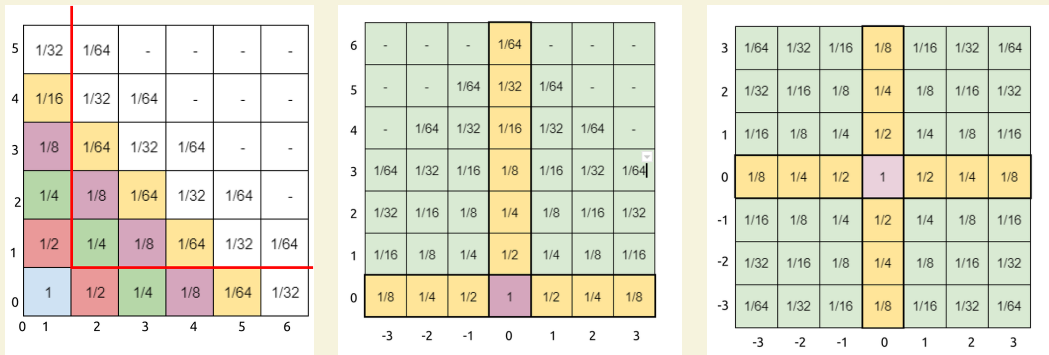 5 1/32 1/64 - - - -
4 1/16 1/32 1/64 - - -
3 1/8 1/64 1/32 1/64 - -
2 1/4 1/8 1/64 1/32 1/64 -
1 1/2 1/4 1/8 1/64 1/32 1/64
0 1 1/2 1/4 1/8 1/64 1/32
0 1 2 3 4 5 6
6 - - - 1/64 - - -
5 - - 1/64 1/32 1/64 - -
4 - 1/64 1/32 1/16 1/32 1/64 -
3 1/64 1/32 1/16 1/8 1/16 1/32 1/64
2 1/32 1/16 1/8 1/4 1/8 1/16 1/32
1 1/16 1/8 1/4 1/2 1/4 1/8 1/16
0 1/8 1/4 1/2 1 1/2 1/4 1/8
-3 -2 -1 0 1 2 3
3 1/64 1/32 1/16 1/8 1/16 1/32 1/64
2 1/32 1/16 1/8 1/4 1/8 1/16 1/32
1 1/16 1/8 1/4 1/2 1/4 1/8 1/16
0 1/8 1/4 1/2 1 1/2 1/4 1/8
-1 1/16 1/8 1/4 1/2 1/4 1/8 1/16
-2 1/32 1/16 1/8 1/4 1/8 1/16 1/32
-3 1/64 1/32 1/16 1/8 1/16 1/32 1/64
-3 -2 -1 0 1 2 3